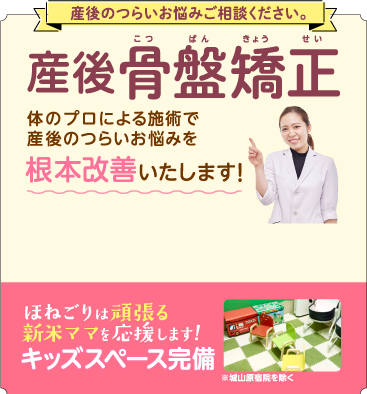 産後のつらいお悩みご相談ください。
こつ ばん きょう せい
産後骨盤矯正
体のプロによる施術で
産後のつらいお悩みを
根本改善いたします!
ほねごりは頑張る
新米ママを応援します!
キッズスペース完備
※城山原宿院を除く